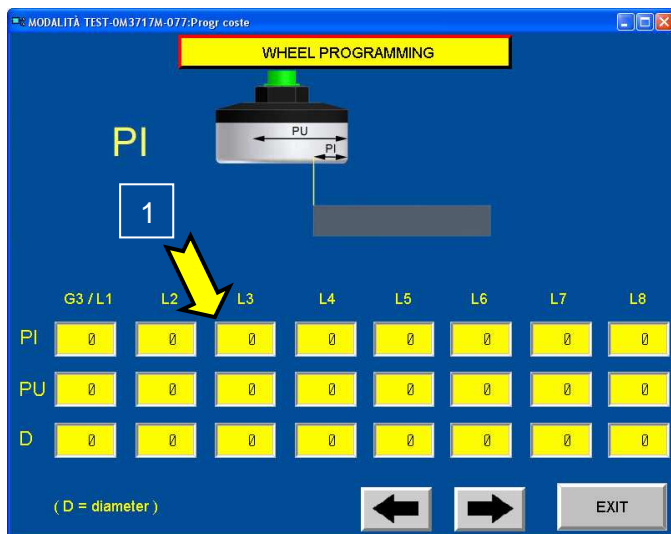 MODALITÀ TEST-0M3717M-077:Progr coste
WHEEL PROGRAMMING
PU
PI
PI
1
G3 / L1 L2 L3 L4 L5 L6 L7 L8
PI 0 0 0 0 0 0 0 0
PU 0 0 0 0 0 0 0 0
D 0 0 0 0 0 0 0 0
( D = diameter )
EXIT